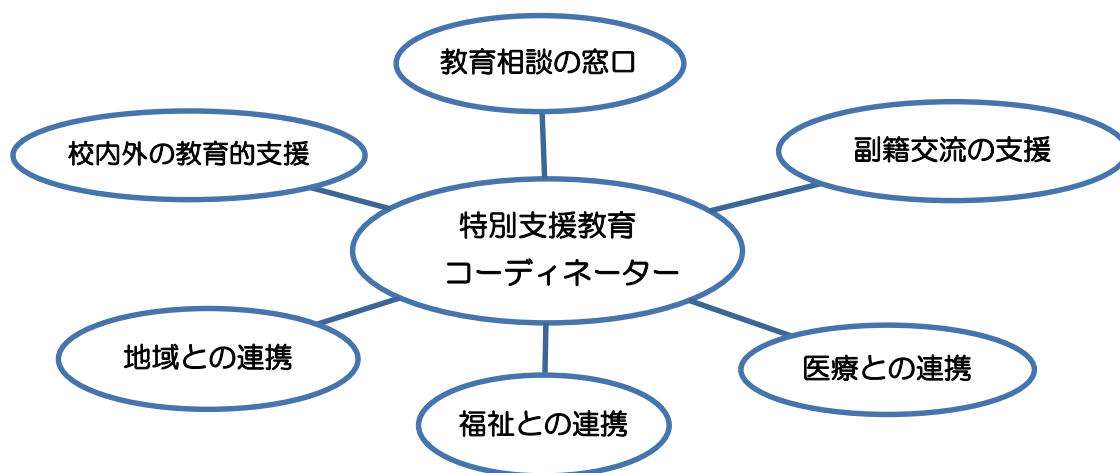 教育相談の窓口
校内外の教育的支援
副籍交流の支援
特別支援教育
コーディネーター
地域との連携
医療との連携
福祉との連携